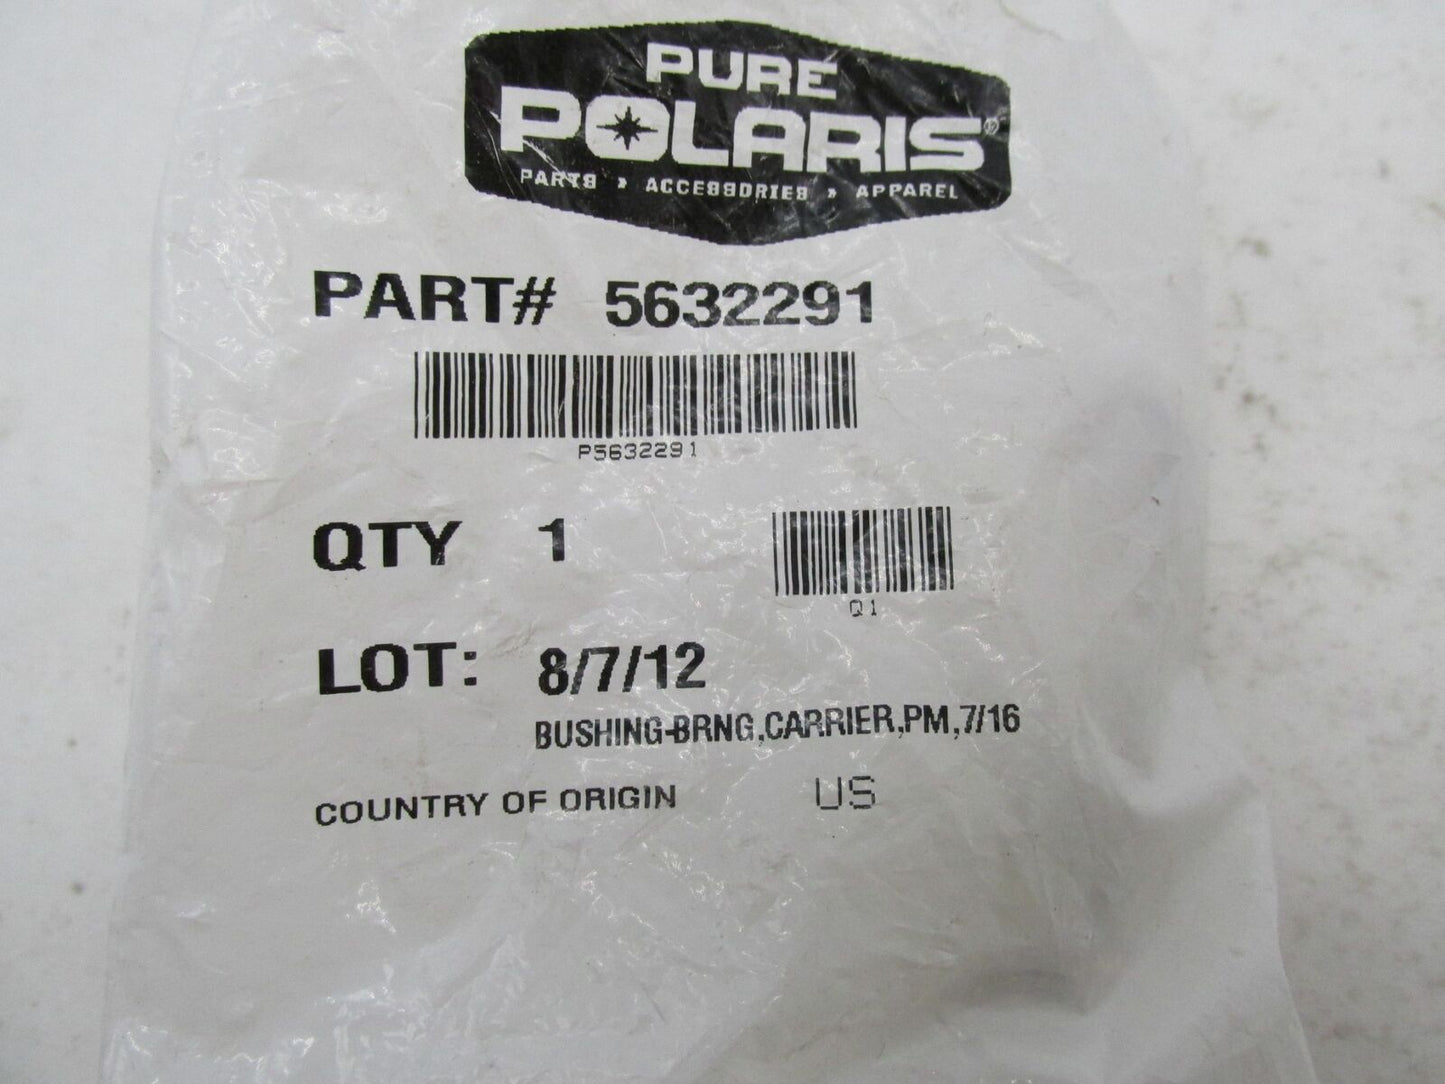 PURE
POLARIS®
PARTS » ACCESSORIES » APPAREL
PART# 5632291
P5632291
QTY 1
Q1
LOT: 8/7/12
BUSHING-BRNG,CARRIER,PM,7/16
COUNTRY OF ORIGIN US